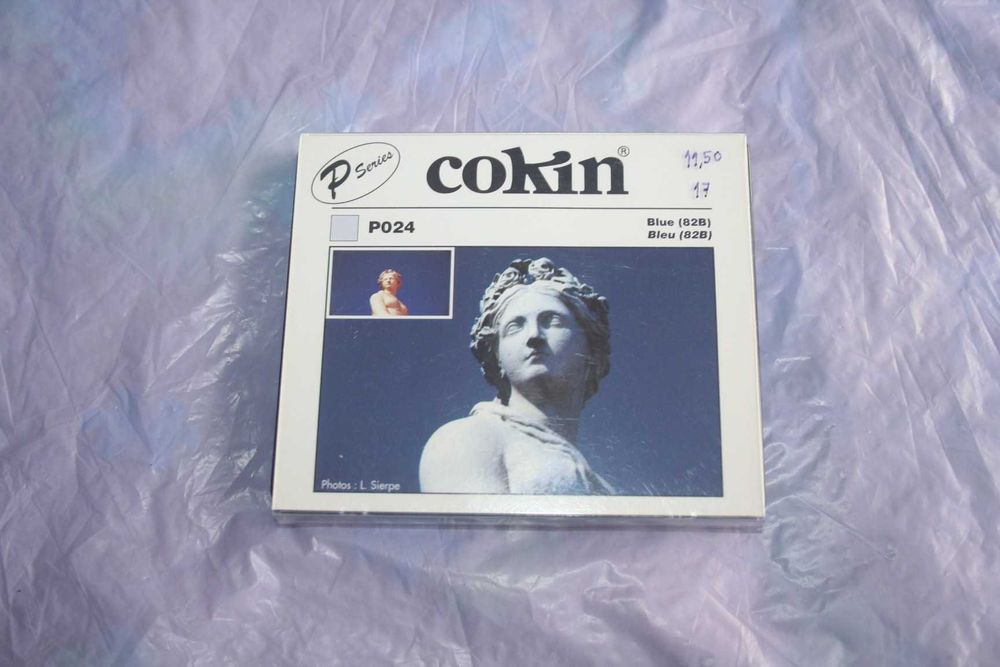 P Series
cokin®
11,50
17
P024
Blue (82B)
Bleu (82B)
Photos : L. Sierpe